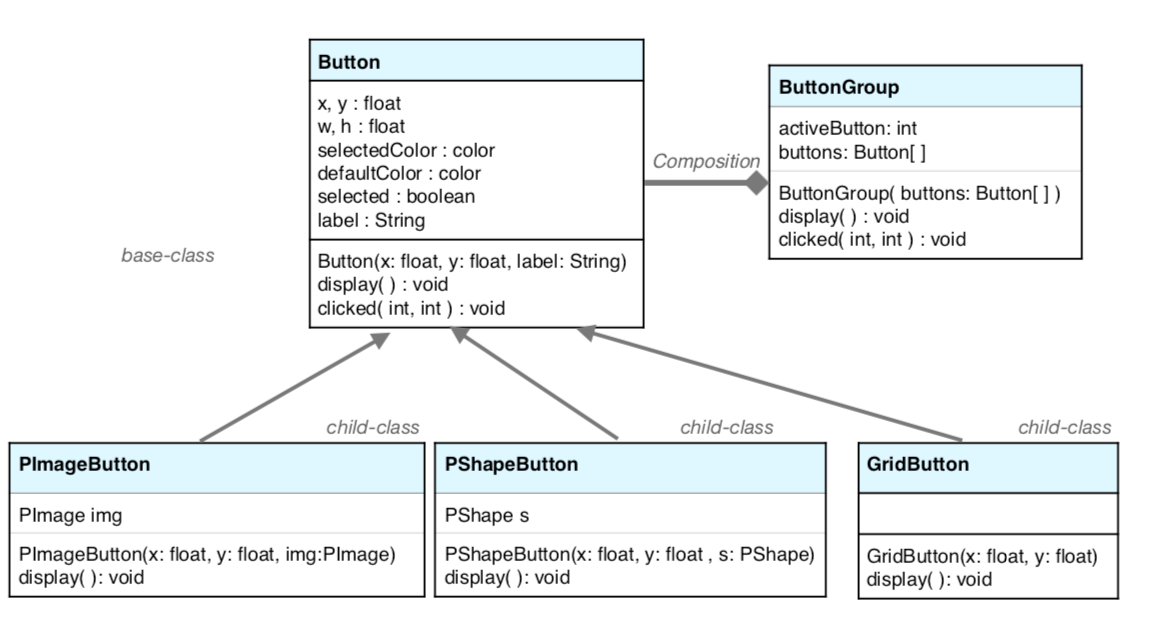 Button
x, y : float
w, h : float
selectedColor : color
defaultColor : color
selected : boolean
label : String
Button(x: float, y: float, label: String)
display( ) : void
clicked( int, int ) : void
Composition
ButtonGroup
activeButton: int
buttons: Button[ ]
ButtonGroup( buttons: Button[ ] )
display( ) : void
clicked( int, int ) : void
base-class
child-class
PImageButton
PImage img
PImageButton(x: float, y: float, img:PImage)
display( ): void
child-class
PShapeButton
PShape s
PShapeButton(x: float, y: float , s: PShape)
display( ): void
child-class
GridButton
GridButton(x: float, y: float)
display( ): void